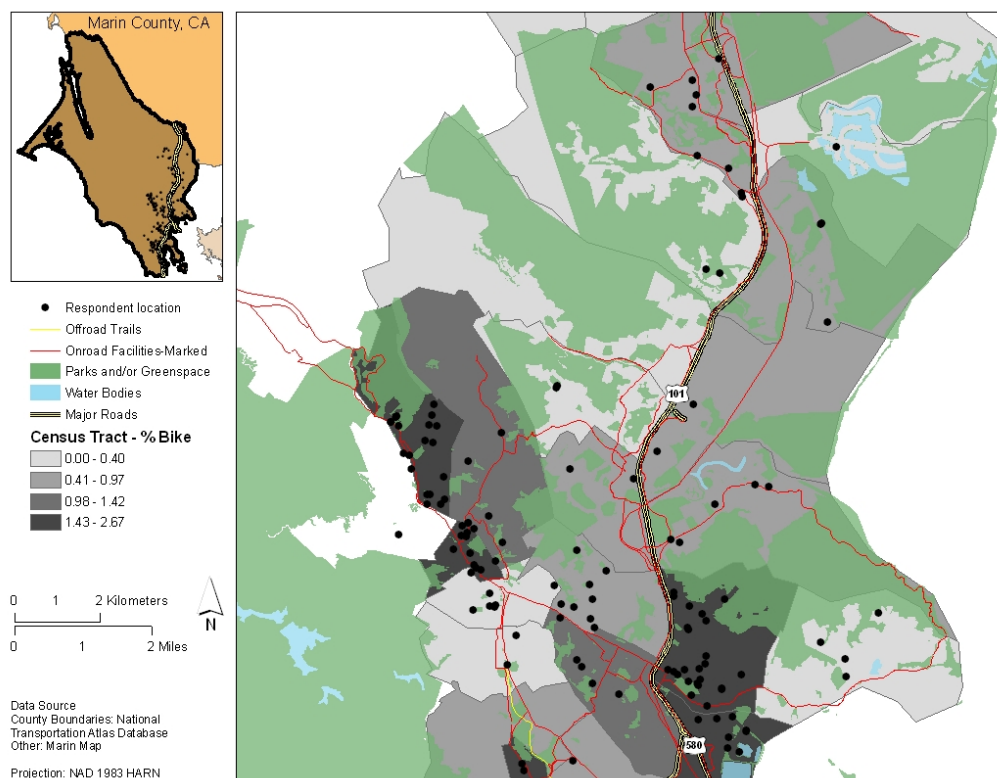 Marin County, CA
Respondent location
Offroad Trails
Onroad Facilities-Marked
Parks and/or Greenspace
Water Bodies
Major Roads
Census Tract - % Bike
0.00 - 0.40
0.41 - 0.97
0.98 - 1.42
1.43 - 2.67
0 1 2 Kilometers
0 1 2 Miles
N
Data Source
County Boundaries: National
Transportation Atlas Database
Other: Marin Map
Projection: NAD 1983 HARN
101
580